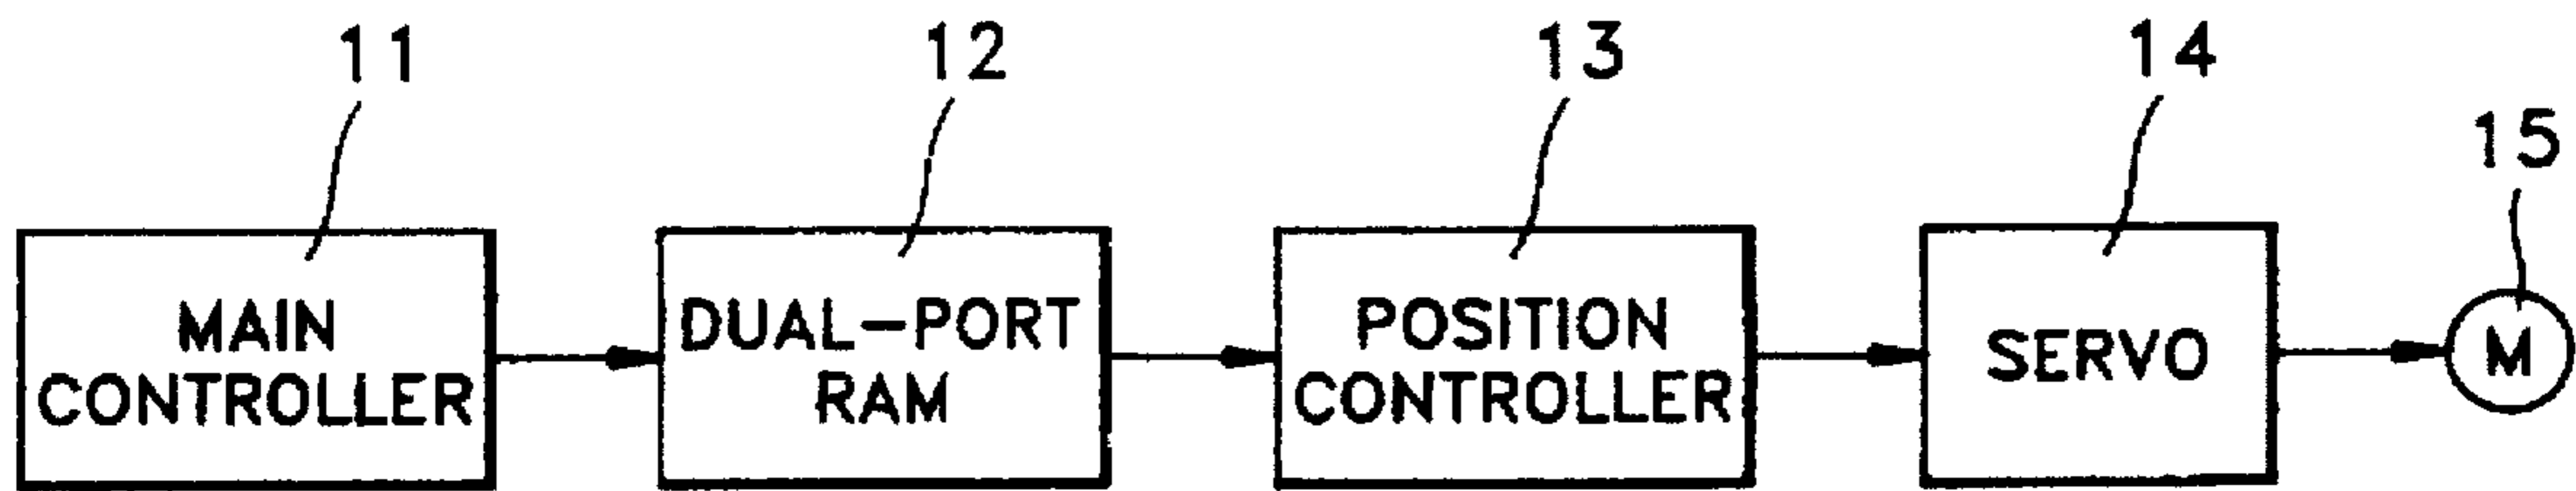 11
12
13
14
15
MAIN
CONTROLLER
DUAL-PORT
RAM
POSITION
CONTROLLER
SERVO
M